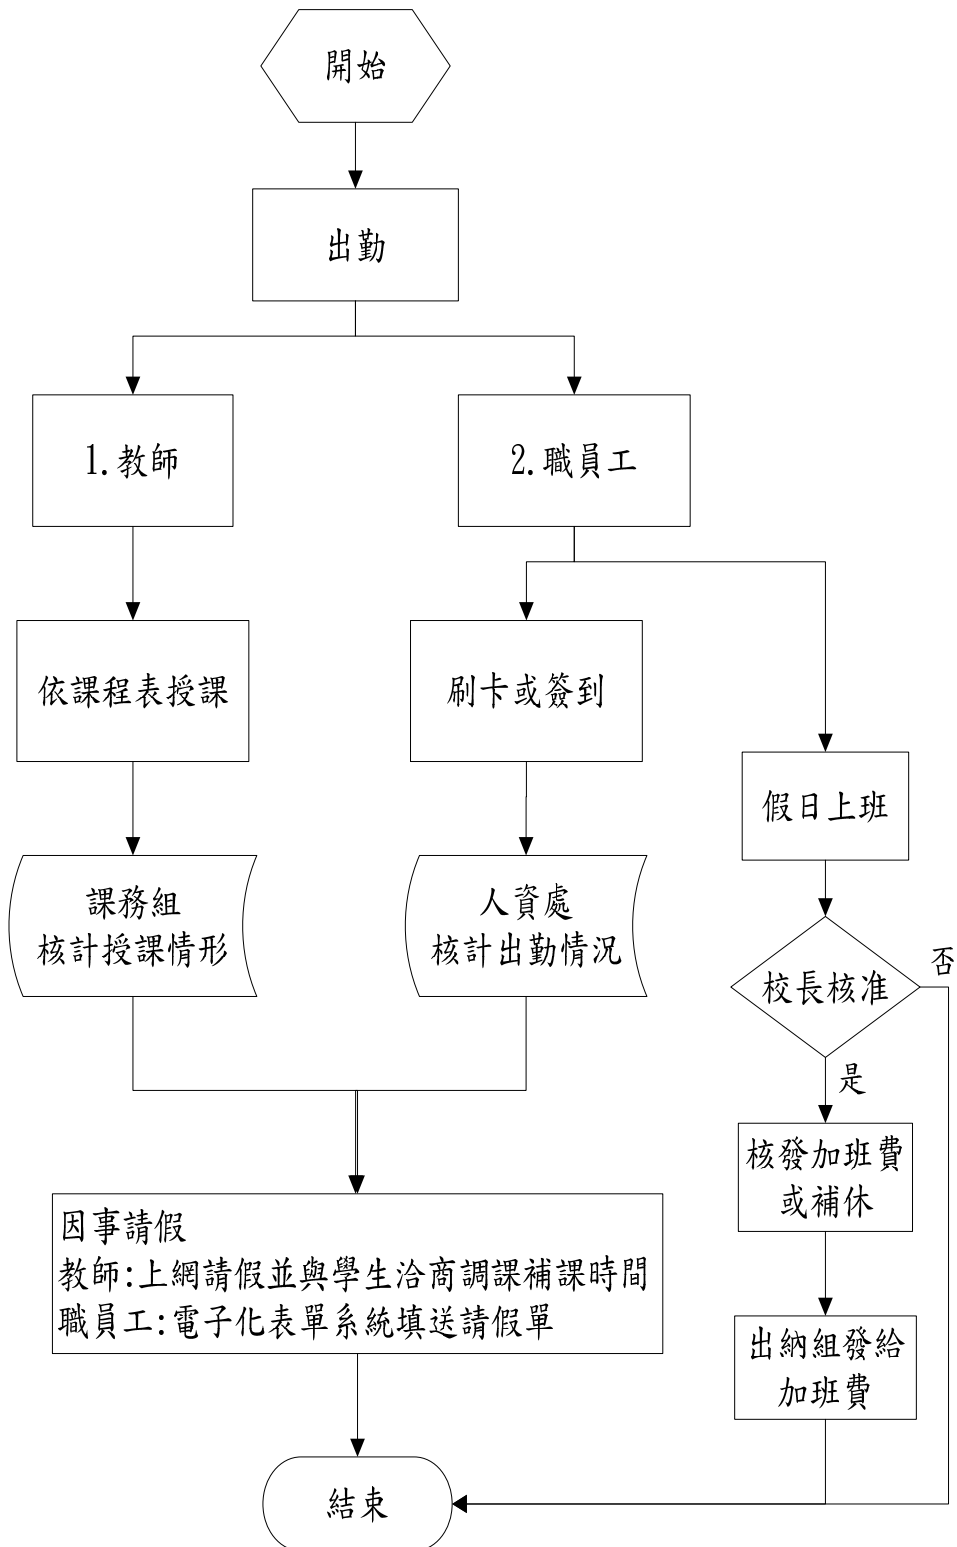 開始
出勤
1.教師
2.職員工
依課程表授課
刷卡或簽到
假日上班
課務組
核計授課情形
人資處
核計出勤情況
校長核准
否
是
核發加班費
或補休
因事請假
教師:上網請假並與學生洽商調課補課時間
職員工:電子化表單系統填送請假單
出納組發給
加班費
結束